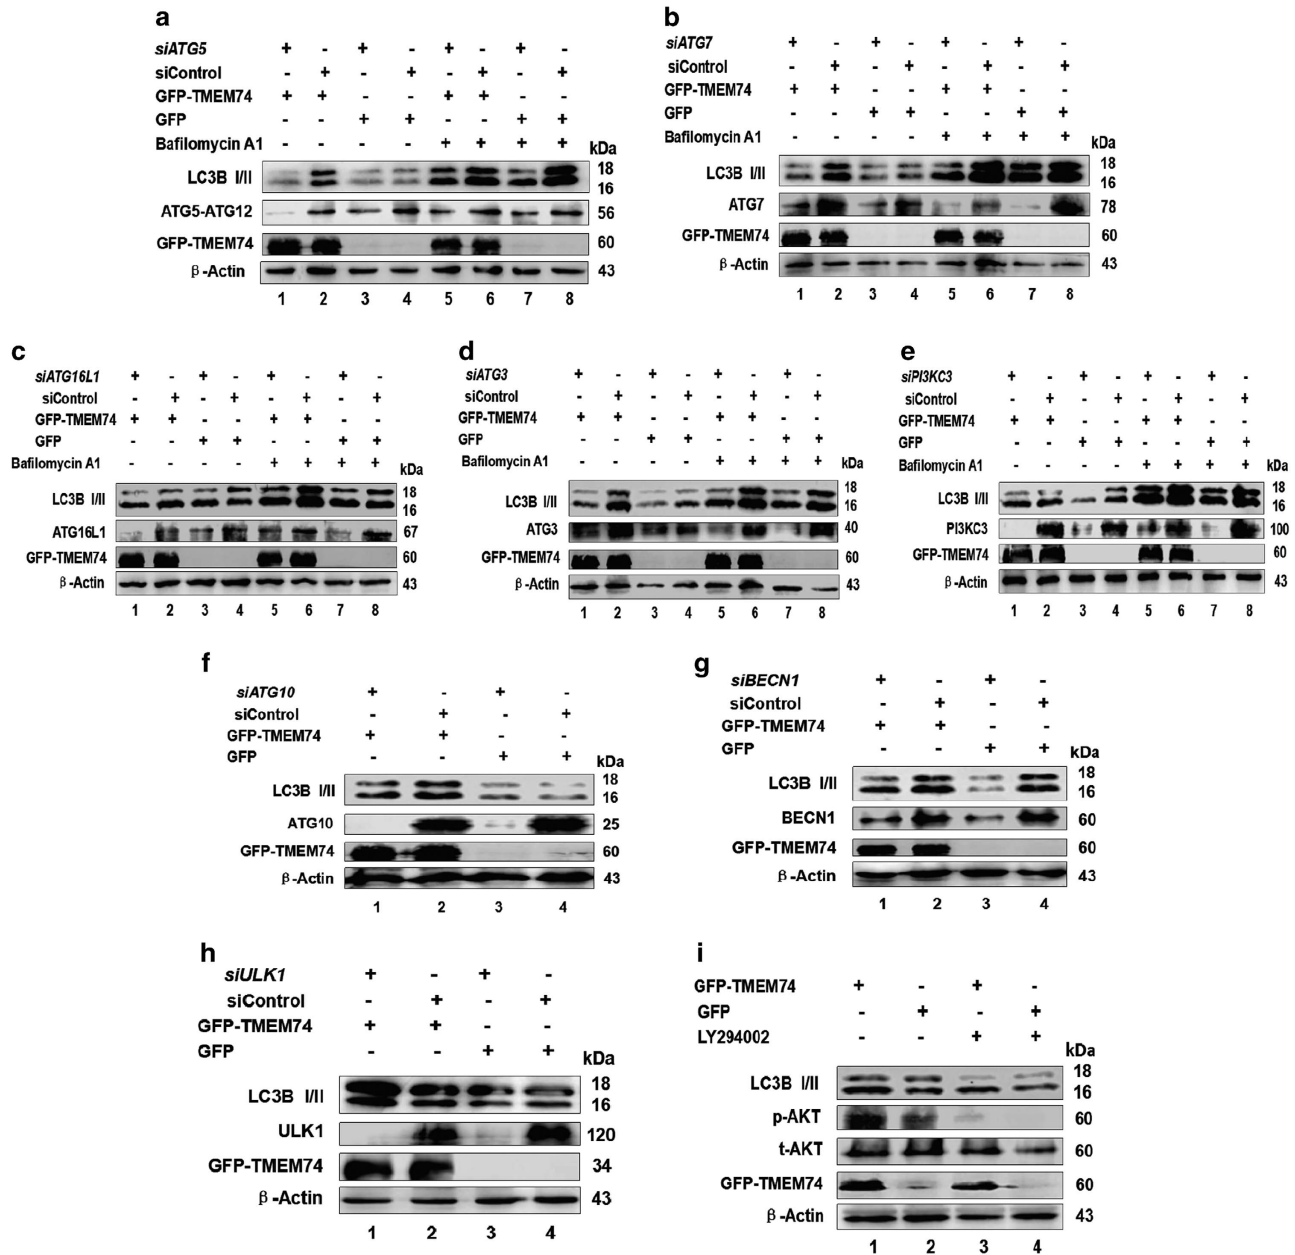 a
siATG5 + - + - + - + -
siControl - + - + - + - +
GFP-TMEM74 + + - - + + - -
GFP - - + + - - + +
Bafilomycin A1 - - - - + + + +
kDa
LC3B I/II 18
16
ATG5-ATG12 56
GFP-TMEM74 60
β-Actin 43
1 2 3 4 5 6 7 8
b
siATG7 + - + - + - + -
siControl - + - + - + - +
GFP-TMEM74 + + - - + + - -
GFP - - + + - - + +
Bafilomycin A1 - - - - + + + +
kDa
LC3B I/II 18
16
ATG7 78
GFP-TMEM74 60
β-Actin 43
1 2 3 4 5 6 7 8
c
siATG16L1 + - + - + - + -
siControl - + - + - + - +
GFP-TMEM74 + + - - + + - -
GFP - - + + - - + +
Bafilomycin A1 - - - - + + + +
kDa
LC3B I/II 18
16
ATG16L1 67
GFP-TMEM74 60
β-Actin 43
1 2 3 4 5 6 7 8
d
siATG3 + - + - + - + -
siControl - + - + - + - +
GFP-TMEM74 + + - - + + - -
GFP - - + + - - + +
Bafilomycin A1 - - - - + + + + kDa
LC3B I/II 18
16
ATG3 40
GFP-TMEM74 60
β-Actin 43
1 2 3 4 5 6 7 8
e
siPI3KC3 + - + - + - + -
siControl - + - + - + - +
GFP-TMEM74 + + - - + + - -
GFP - - + + - - + +
Bafilomycin A1 - - - - + + + + kDa
LC3B I/II 18
16
PI3KC3 100
GFP-TMEM74 60
β-Actin 43
1 2 3 4 5 6 7 8
f
siATG10 + - + -
siControl - + - +
GFP-TMEM74 + + - -
GFP - - + +
kDa
LC3B I/II 18
16
ATG10 25
GFP-TMEM74 60
β-Actin 43
1 2 3 4
g
siBECN1 + - + -
siControl - + - +
GFP-TMEM74 + + - -
GFP - - + + kDa
LC3B I/II 18
16
BECN1 60
GFP-TMEM74 60
β-Actin 43
1 2 3 4
h
siULK1 + - + -
siControl - + - +
GFP-TMEM74 + + - -
GFP - - + +
kDa
LC3B I/II 18
16
ULK1 120
GFP-TMEM74 34
β-Actin 43
1 2 3 4
i
GFP-TMEM74 + - + -
GFP - + - +
LY294002 - - + +
kDa
LC3B I/II 18
16
p-AKT 60
t-AKT 60
GFP-TMEM74 60
β-Actin 43
1 2 3 4